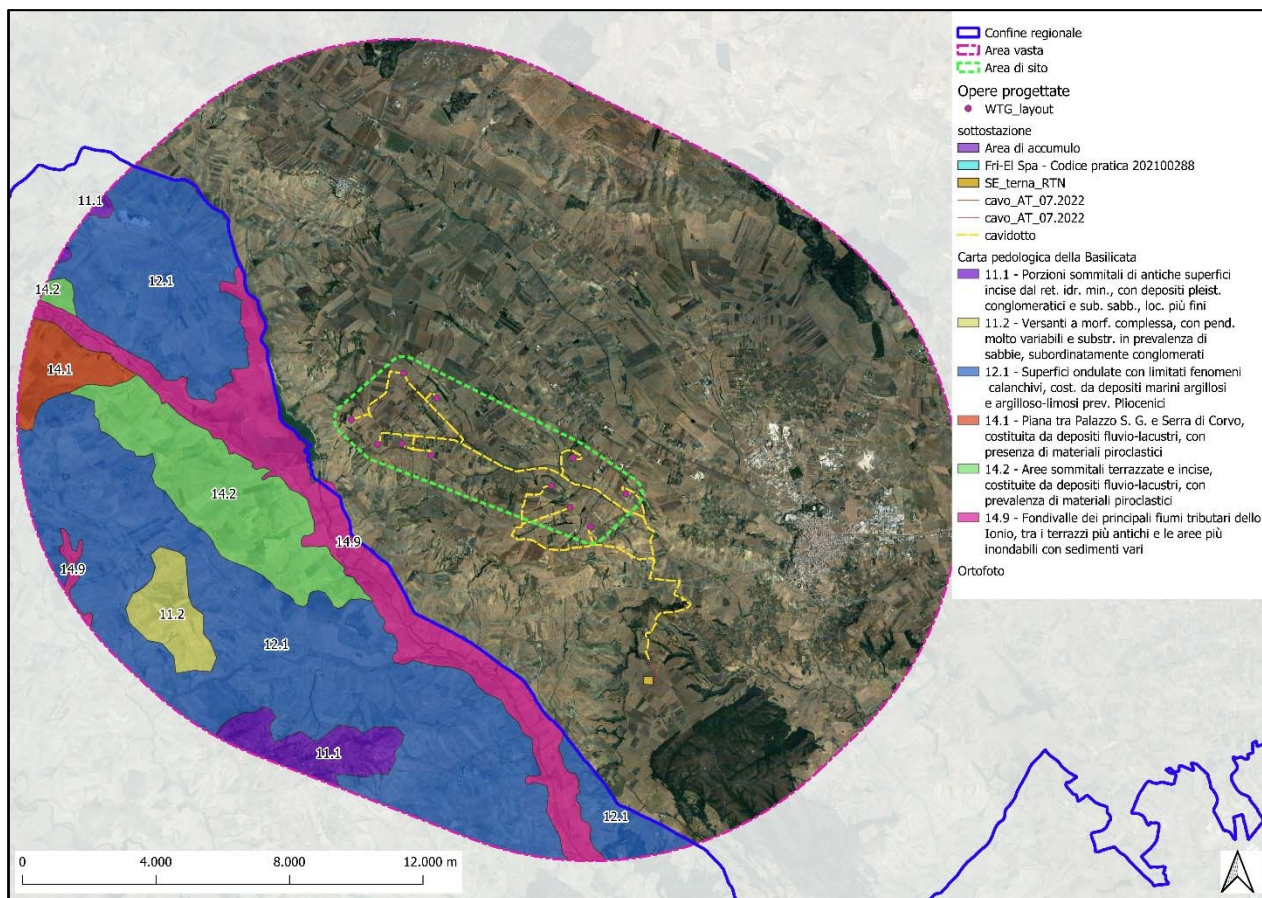 Confine regionale
Area vasta
Area di sito
Opere progettate
WTG_layout
sottostazione
Area di accumulo
Fri-El Spa - Codice pratica 202100288
SE_terna_RTN
cavo_AT_07.2022
cavo_AT_07.2022
cavidotto
Carta pedologica della Basilicata
11.1 - Porzioni sommitali di antiche superfici
incise dal ret. idr. min., con depositi pleist.
conglomeratici e sub. sabb., loc. più fini
11.2 - Versanti a morf. complessa, con pend.
molto variabili e substr. in prevalenza di
sabbie, subordinatamente conglomerati
12.1 - Superfici ondulate con limitati fenomeni
calanchivi, cost. da depositi marini argillosi
e argilloso-limosi prev. Pliocenici
14.1 - Piana tra Palazzo S. G. e Serra di Corvo,
costituita da depositi fluvio-lacustri, con
presenza di materiali piroclastici
14.2 - Aree sommitali terrazzate e incise,
costituite da depositi fluvio-lacustri, con
prevalenza di materiali piroclastici
14.9 - Fondivalle dei principali fiumi tributari dello
Ionio, tra i terrazzi più antichi e le aree più
inondabili con sedimenti vari
Ortofoto
11.1
12.1
14.2
14.1
14.2
14.9
14.9
11.2
12.1
11.1
12.1
0 4.000 8.000 12.000 m